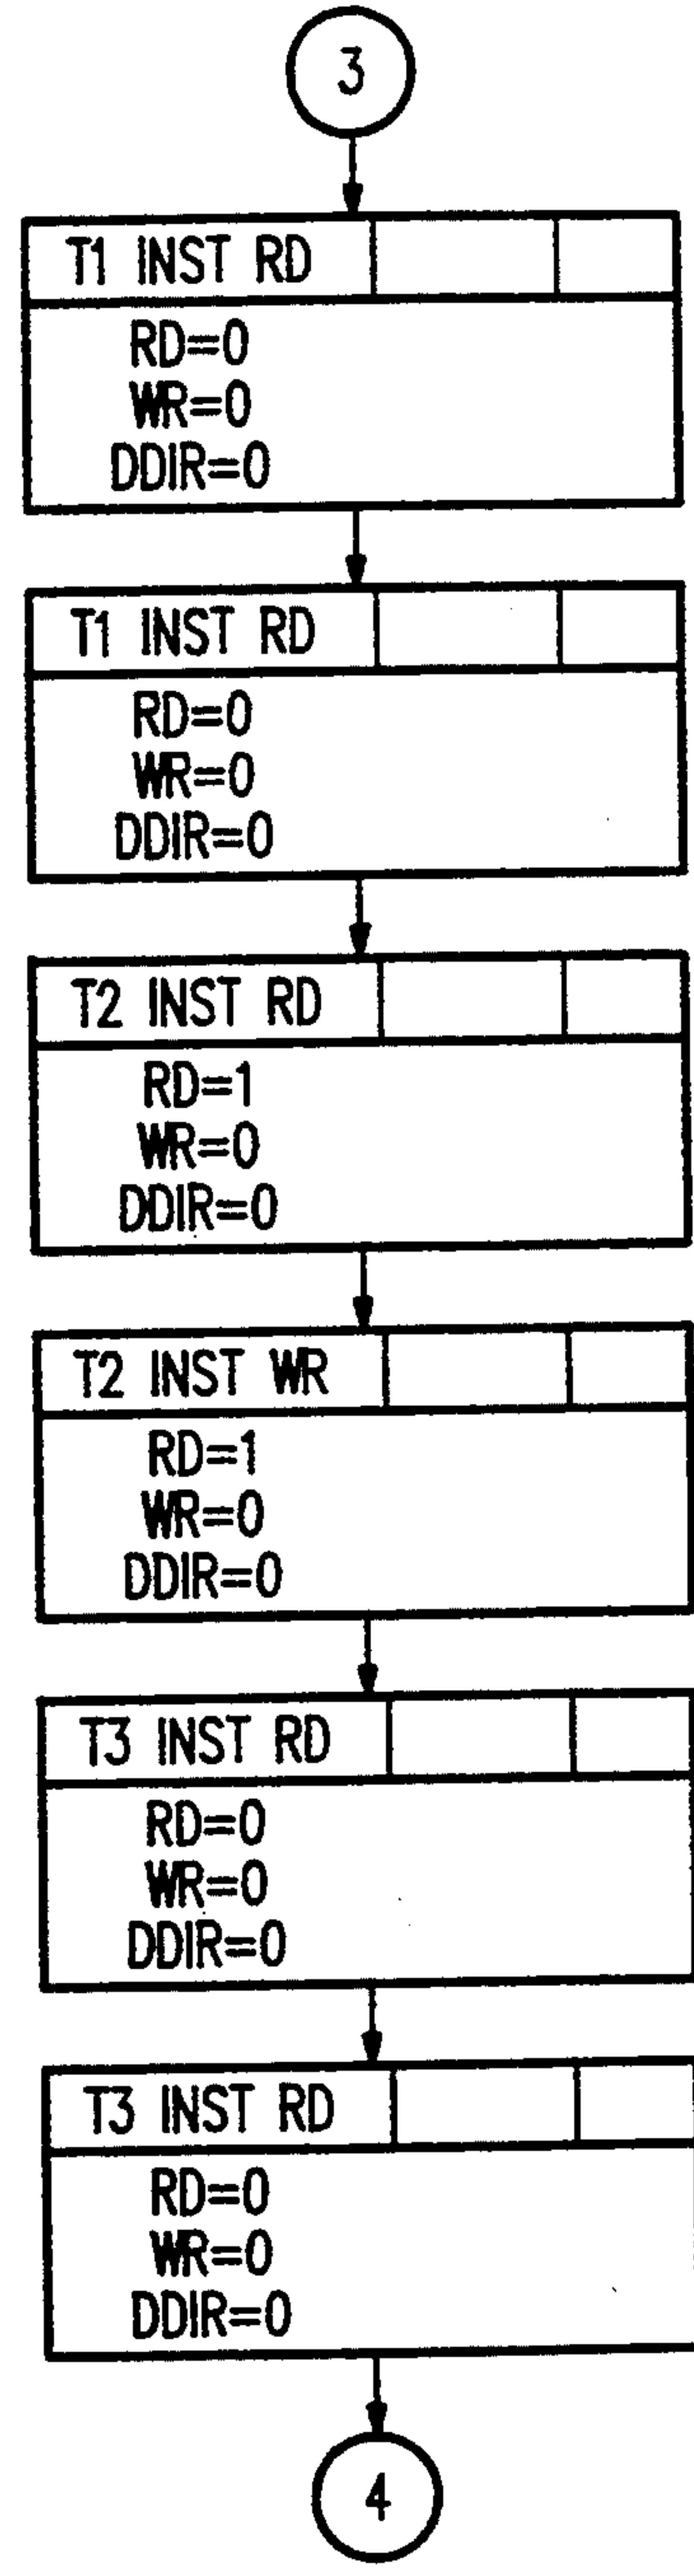 3
T1 INST RD
RD=0
WR=0
DDIR=0
T1 INST RD
RD=0
WR=0
DDIR=0
T2 INST RD
RD=1
WR=0
DDIR=0
T2 INST WR
RD=1
WR=0
DDIR=0
T3 INST RD
RD=0
WR=0
DDIR=0
T3 INST RD
RD=0
WR=0
DDIR=0
4